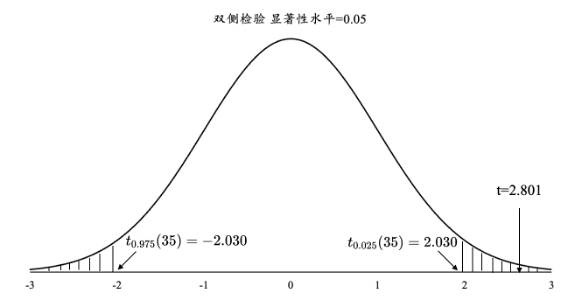 双侧检验 显著性水平=0.05
t=2.801
t₀.₉₇₅(35) = −2.030
t₀.₀₂₅(35) = 2.030
-3 -2 -1 0 1 2 3